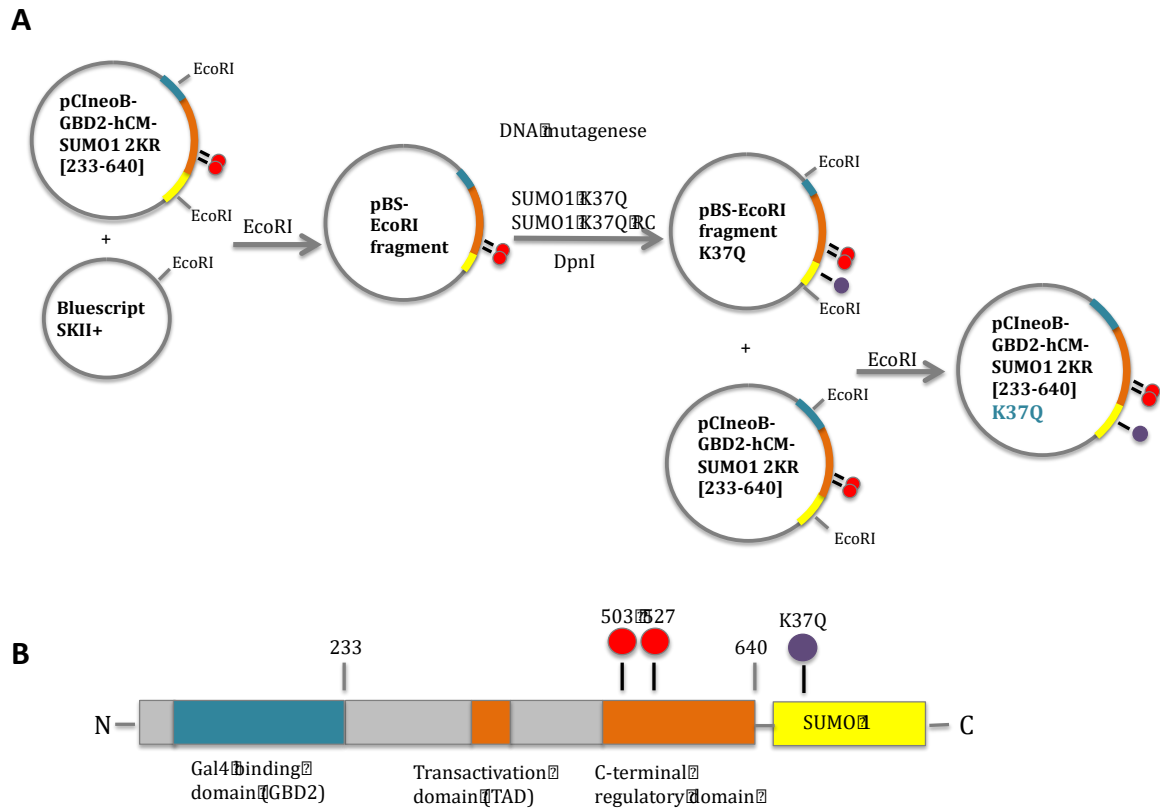 A
EcoRI
pCIneoB-
GBD2-hCM-
SUMO1 2KR
[233-640]
EcoRI
+
EcoRI
Bluescript
SKII+
EcoRI
pBS-
EcoRI
fragment
DNA⍰mutagenese
SUMO1⍰K37Q
SUMO1⍰K37Q⍰RC
DpnI
EcoRI
pBS-EcoRI
fragment
K37Q
EcoRI
+
EcoRI
pCIneoB-
GBD2-hCM-
SUMO1 2KR
[233-640]
EcoRI
EcoRI
pCIneoB-
GBD2-hCM-
SUMO1 2KR
[233-640]
K37Q
B
233
503⍰527
640
K37Q
N
SUMO⍰1
C
Gal4⍰binding⍰
domain⍰(GBD2)
Transactivation⍰
domain⍰(TAD)
C-terminal⍰
regulatory⍰domain⍰